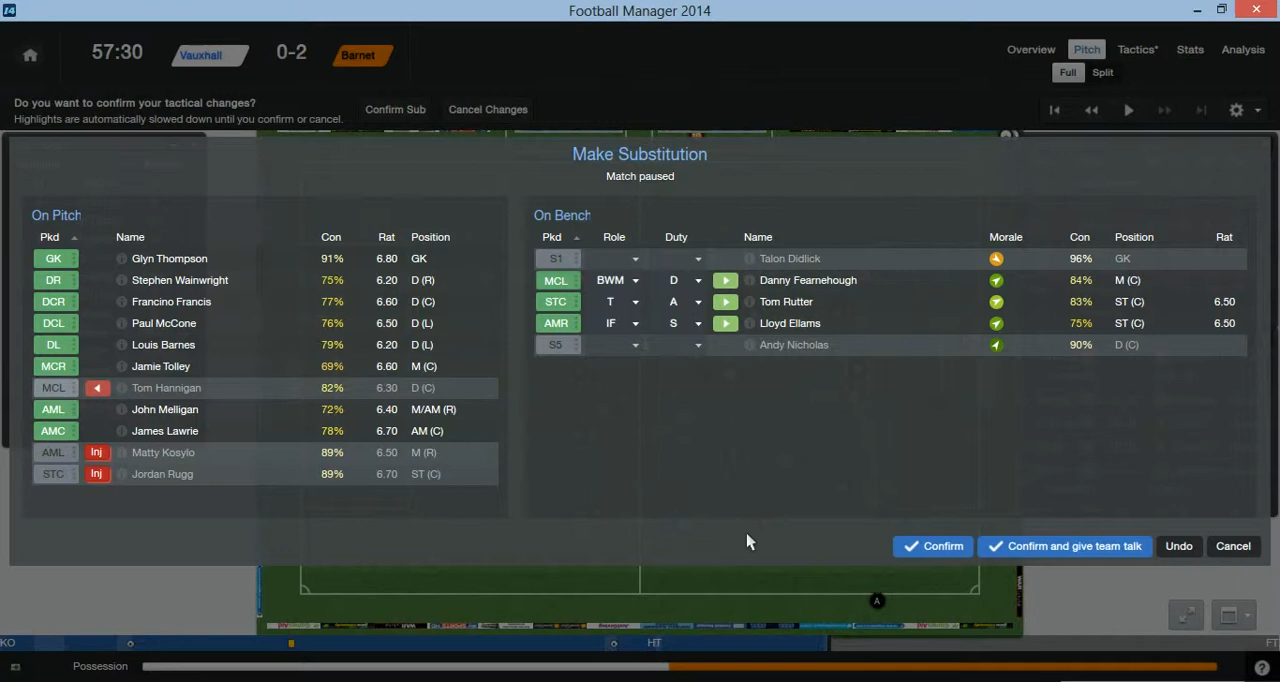 Football Manager 2014
57:30
Vauxhall
0-2
Barnet
Overview Pitch Tactics* Stats Analysis
Full Split
Do you want to confirm your tactical changes?
Highlights are automatically slowed down until you confirm or cancel.
Confirm Sub
Cancel Changes
Make Substitution
Match paused
On Pitch
Pkd Name Con Rat Position
GK Glyn Thompson 91% 6.80 GK
DR Stephen Wainwright 75% 6.20 D (R)
DCR Francino Francis 77% 6.60 D (C)
DCL Paul McCone 76% 6.50 D (L)
DL Louis Barnes 79% 6.20 D (L)
MCR Jamie Tolley 69% 6.60 M (C)
MCL Tom Hannigan 82% 6.30 D (C)
AML John Melligan 72% 6.40 M/AM (R)
AMC James Lawrie 78% 6.70 AM (C)
AML Inj Matty Kosylo 89% 6.50 M (R)
STC Inj Jordan Rugg 89% 6.70 ST (C)
On Bench
Pkd Role Duty Name Morale Con Position Rat
S1 Talon Didlick 96% GK
MCL BWM D Danny Fearnehough 84% M (C)
STC T A Tom Rutter 83% ST (C) 6.50
AMR IF S Lloyd Ellams 75% ST (C) 6.50
S5 Andy Nicholas 90% D (C)
Confirm
Confirm and give team talk
Undo
Cancel
A
KO
HT
FT
Possession
?